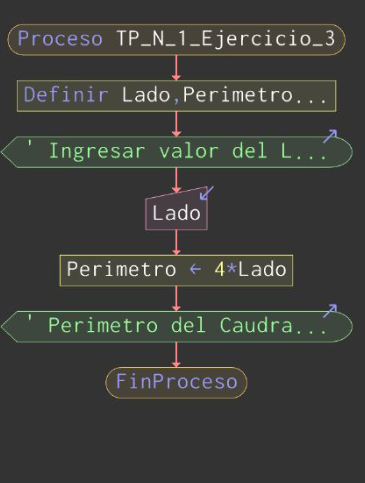 Proceso TP_N_1_Ejercicio_3
Definir Lado,Perimetro...
' Ingresar valor del L...
Lado
Perimetro ← 4*Lado
' Perimetro del Caudra...
FinProceso